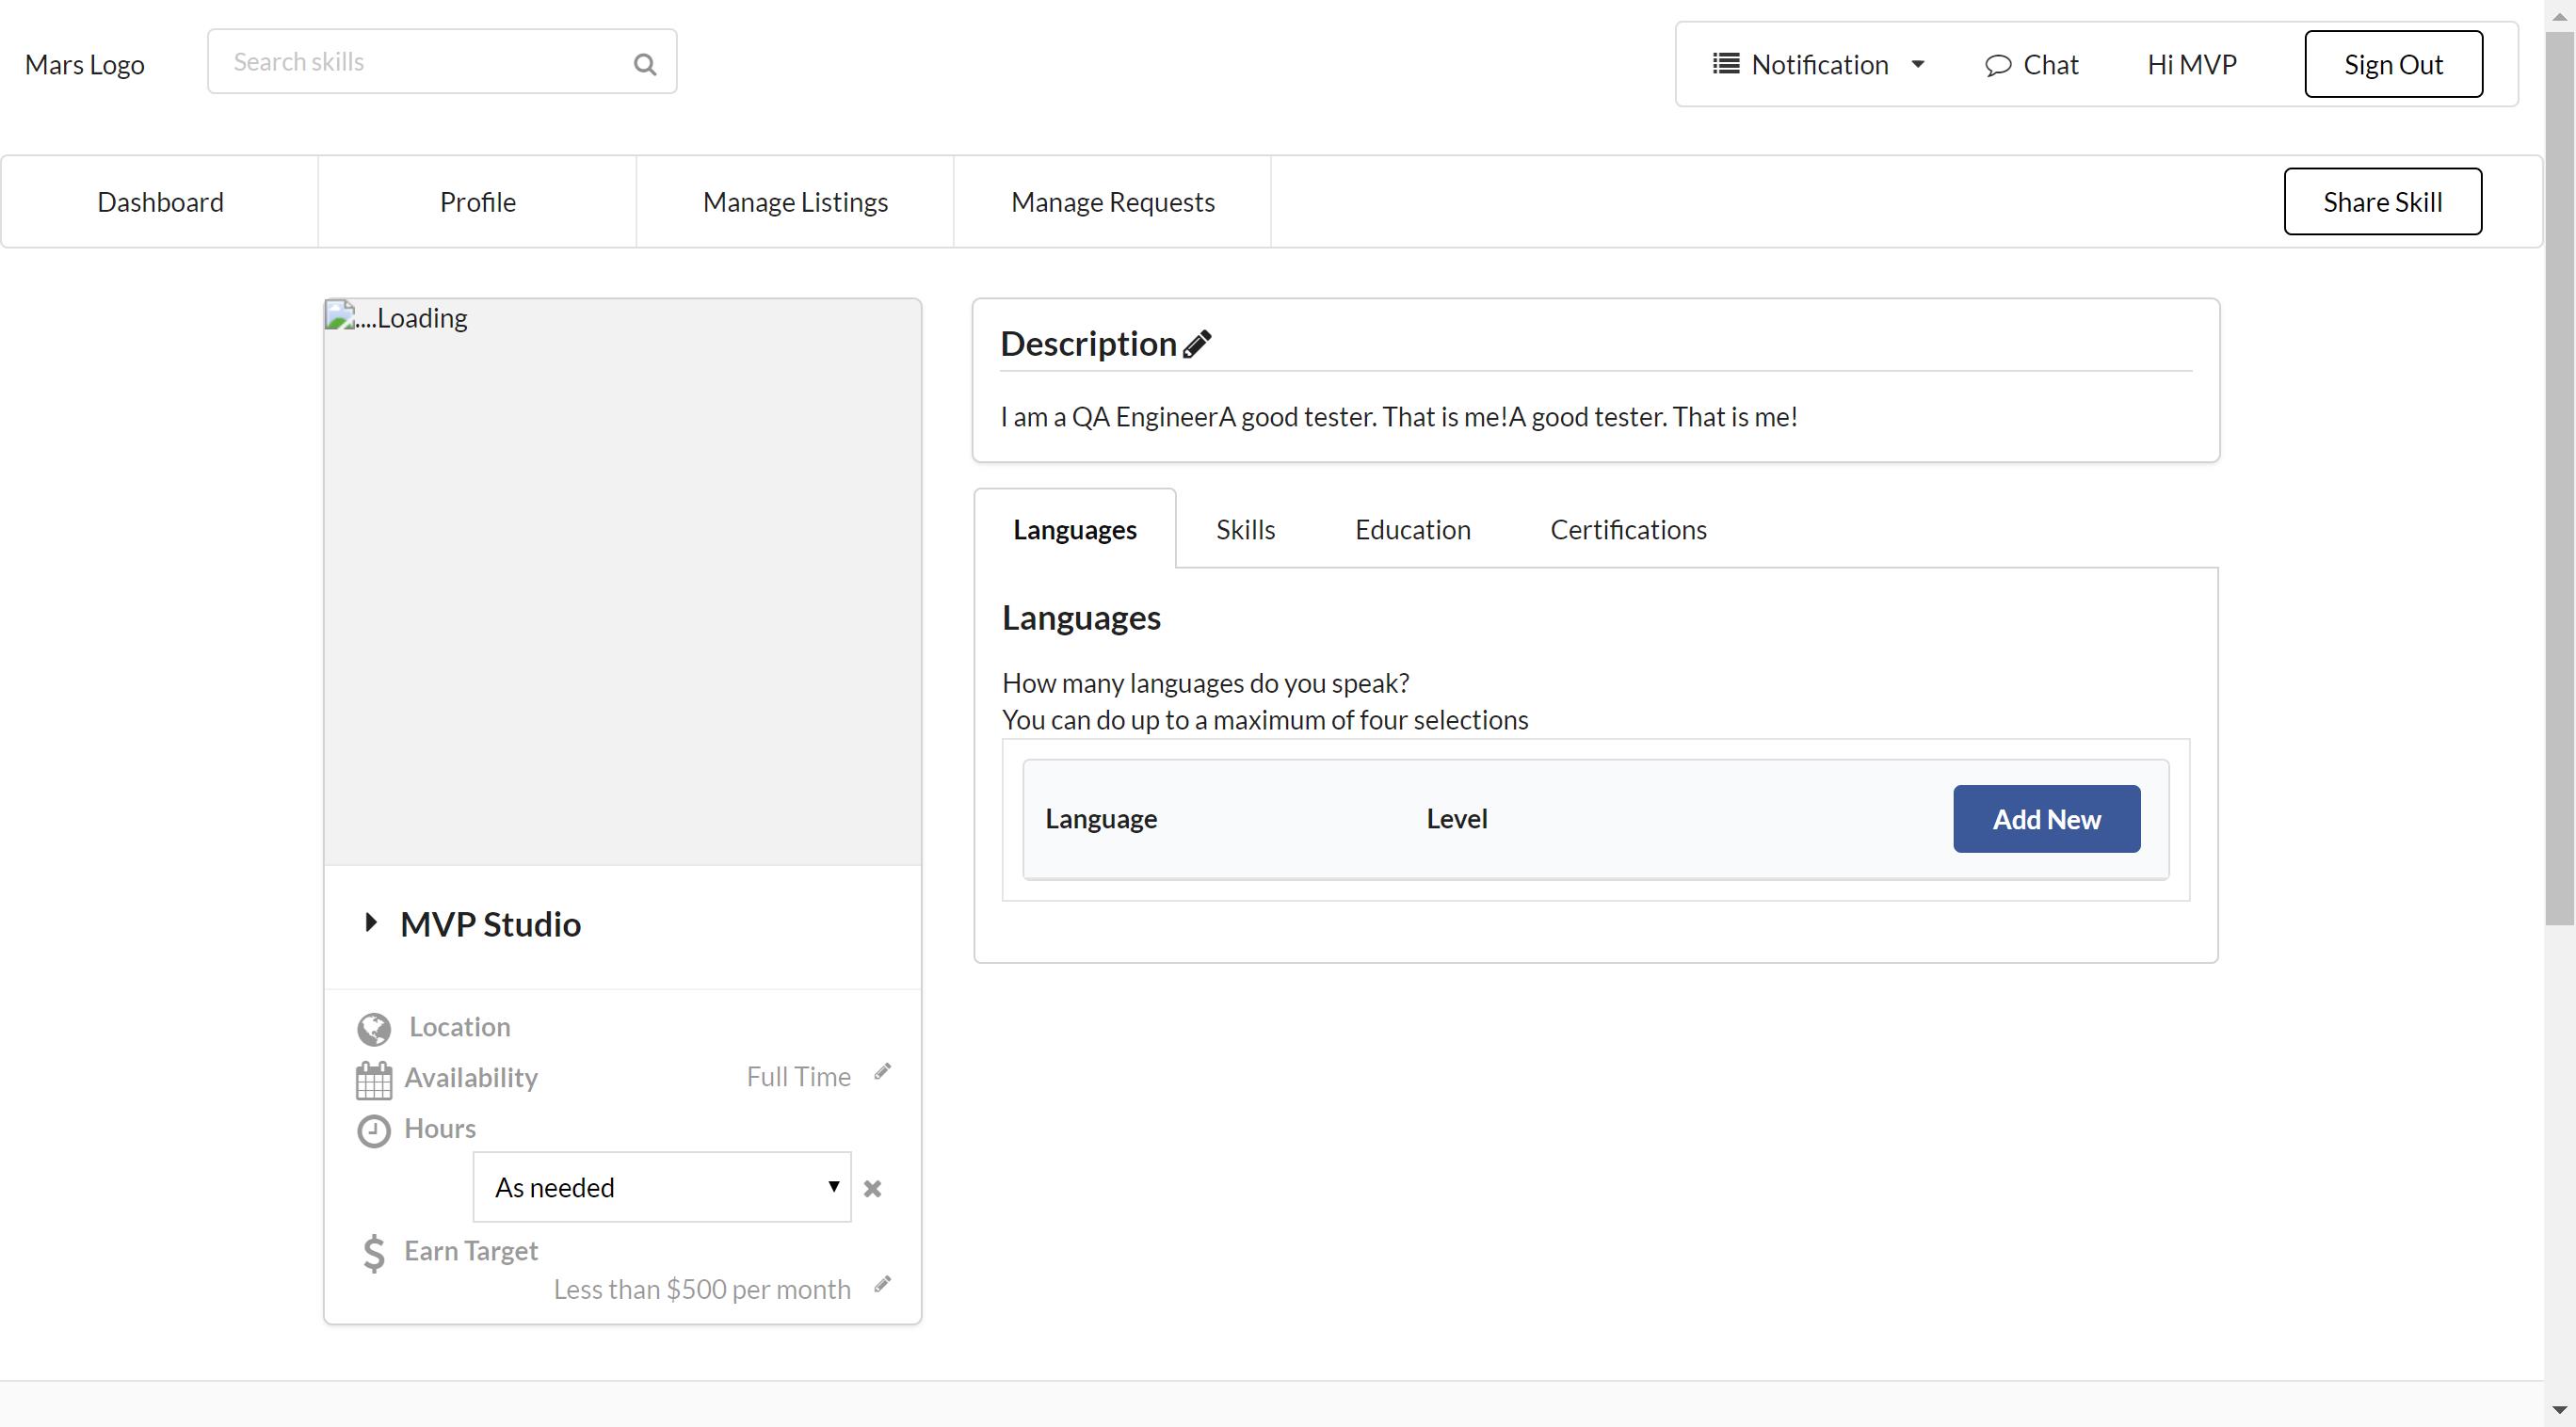 Mars Logo
Search skills
Notification
Chat
Hi MVP
Sign Out
Dashboard
Profile
Manage Listings
Manage Requests
Share Skill
....Loading
MVP Studio
Location
Availability
Full Time
Hours
As needed
Earn Target
Less than $500 per month
Description
I am a QA EngineerA good tester. That is me!A good tester. That is me!
Languages
Skills
Education
Certifications
Languages
How many languages do you speak?
You can do up to a maximum of four selections
Language
Level
Add New